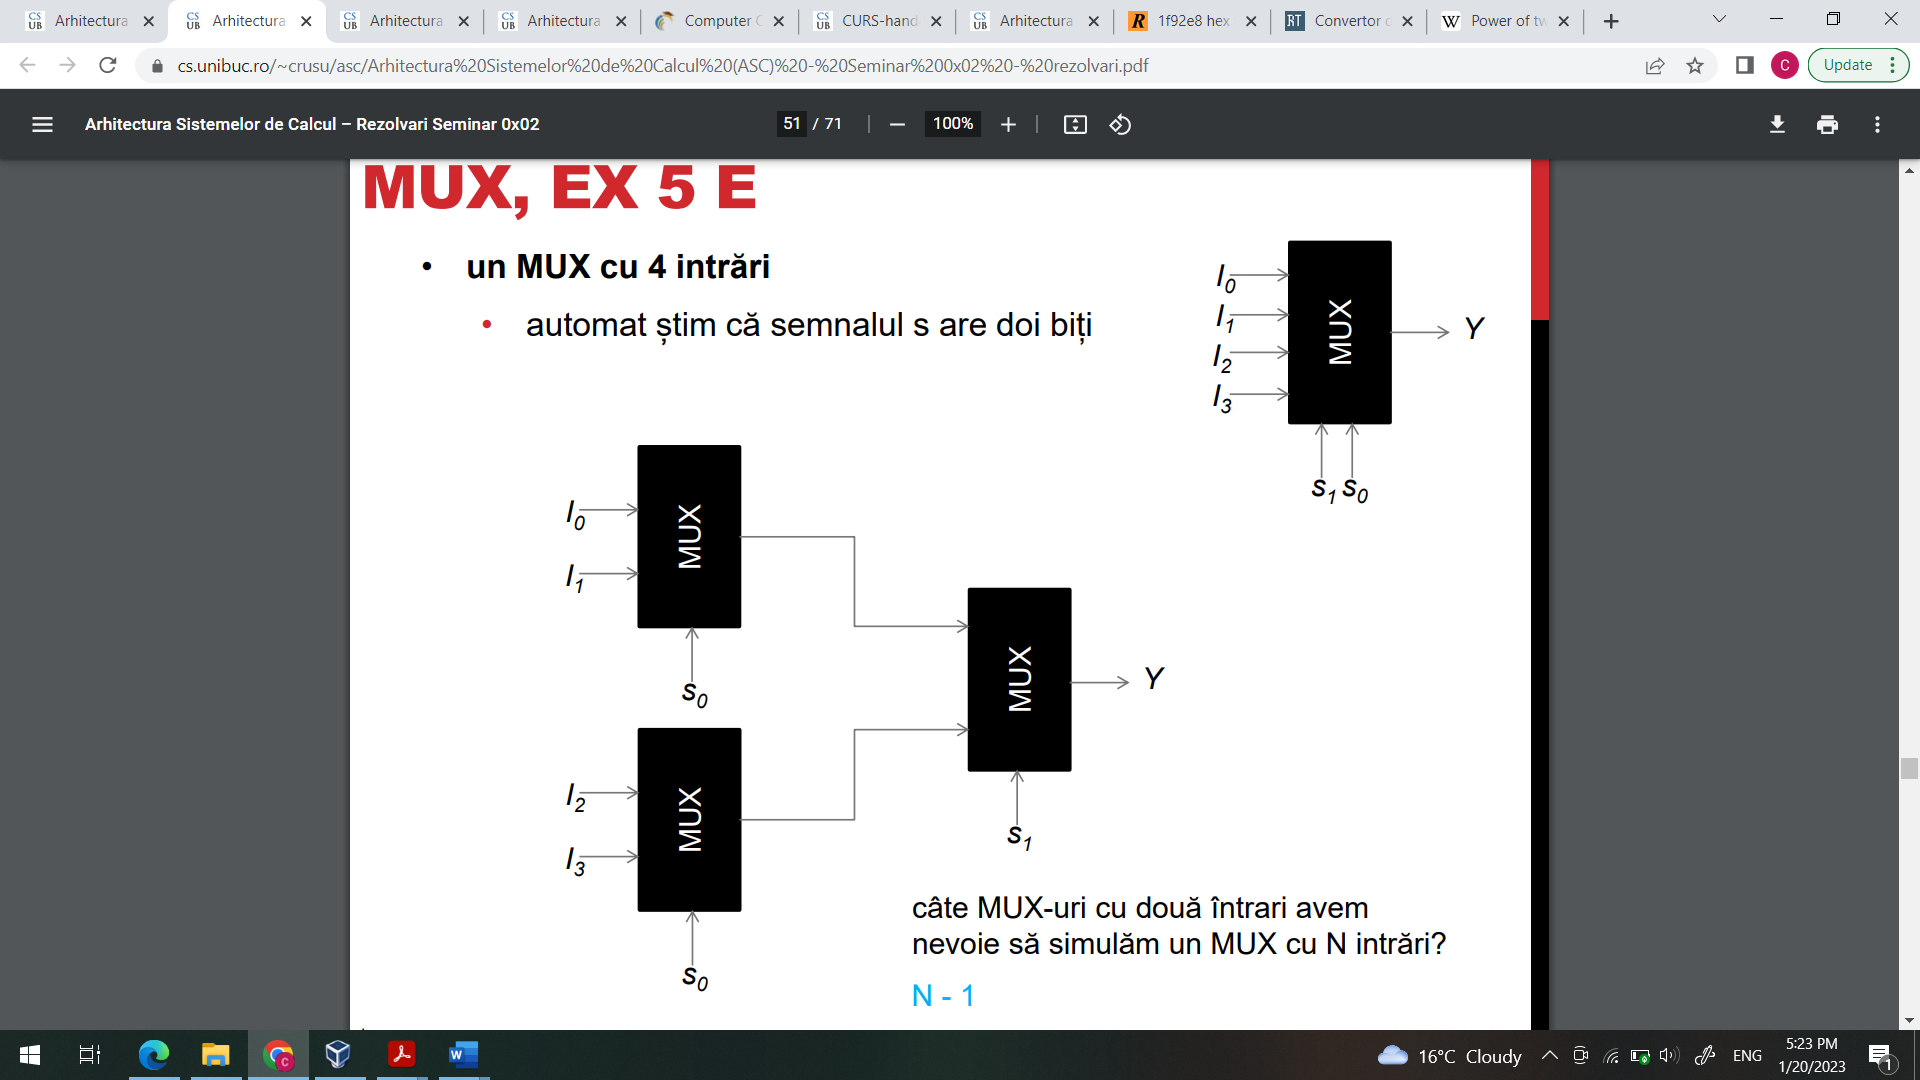 Arhitectura
Arhitectura
Arhitectura
Arhitectura
Computer
CURS-hand
Arhitectura
1f92e8 hex
Convertor
Power of tw
cs.unibuc.ro/~crusu/asc/Arhitectura%20Sistemelor%20de%20Calcul%20(ASC)%20-%20Seminar%200x02%20-%20rezolvari.pdf
C
Update
Arhitectura Sistemelor de Calcul – Rezolvari Seminar 0x02
51 / 71
100%
MUX, EX 5 E
• un MUX cu 4 intrări
• automat știm că semnalul s are doi biți
I0
I1
I2
I3
MUX
Y
s1 s0
I0
I1
MUX
s0
I2
I3
MUX
s0
MUX
Y
s1
câte MUX-uri cu două întrari avem
nevoie să simulăm un MUX cu N intrări?
N - 1
16°C Cloudy
ENG
5:23 PM
1/20/2023
1